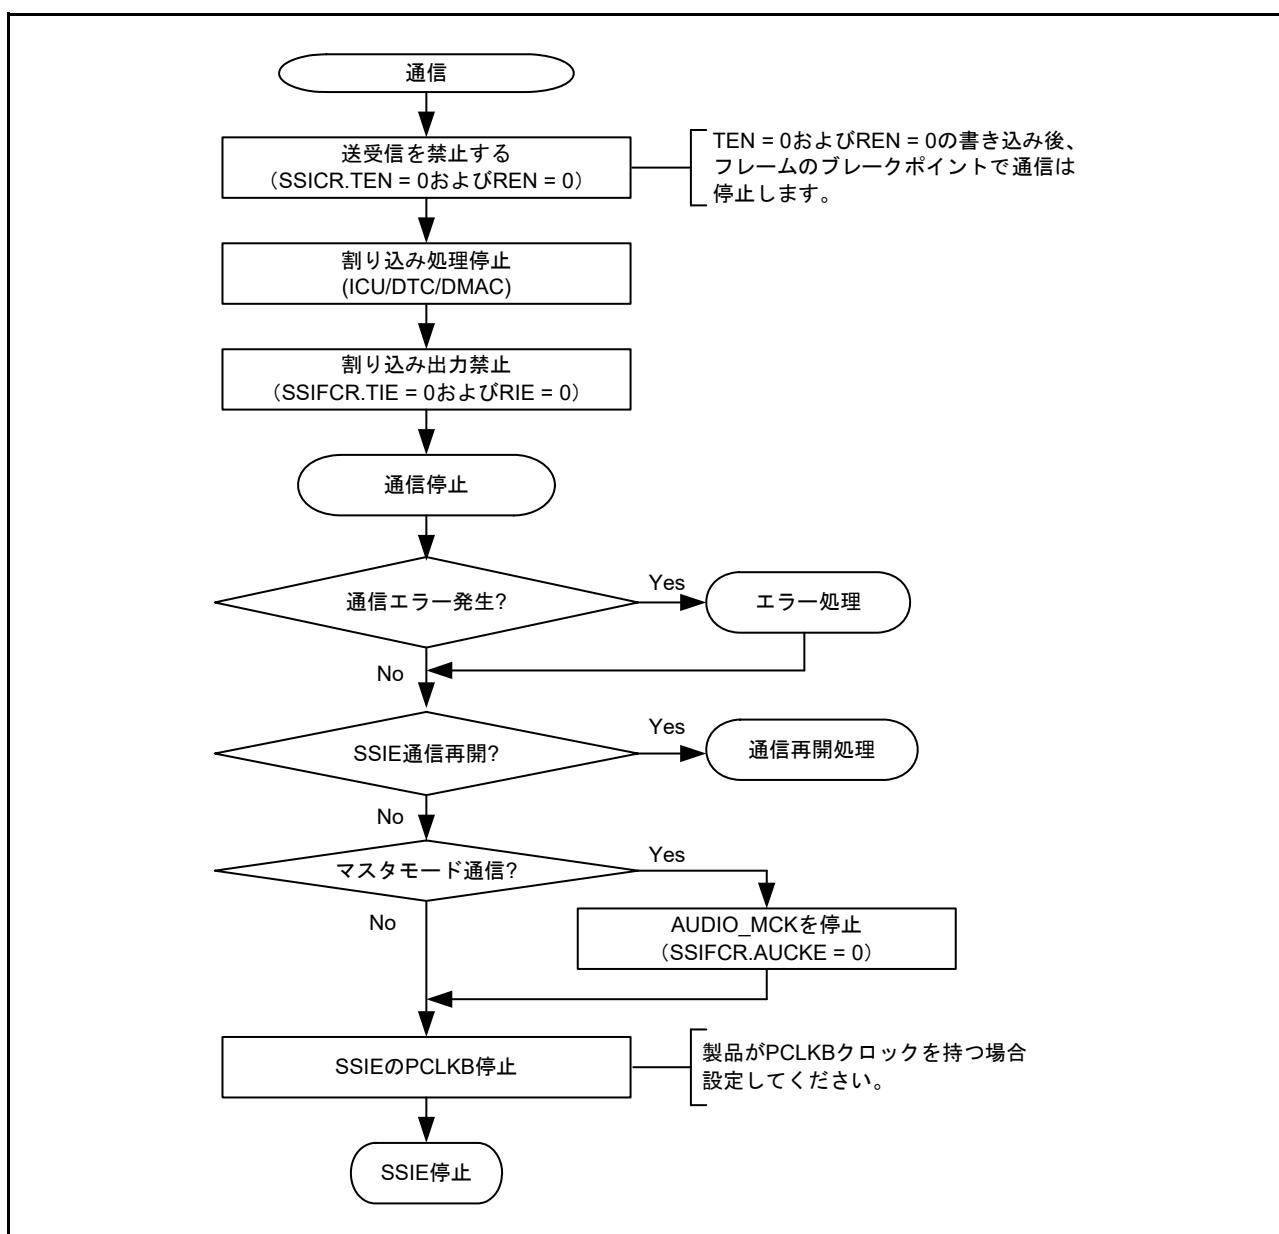 通信
送受信を禁止する
（SSICR.TEN = 0およびREN = 0）
TEN = 0およびREN = 0の書き込み後、
フレームのブレークポイントで通信は
停止します。
割り込み処理停止
(ICU/DTC/DMAC)
割り込み出力禁止
（SSIFCR.TIE = 0およびRIE = 0）
通信停止
通信エラー発生?
Yes
エラー処理
No
SSIE通信再開?
Yes
通信再開処理
No
マスタモード通信?
Yes
No
AUDIO_MCKを停止
（SSIFCR.AUCKE = 0）
SSIEのPCLKB停止
製品がPCLKBクロックを持つ場合
設定してください。
SSIE停止